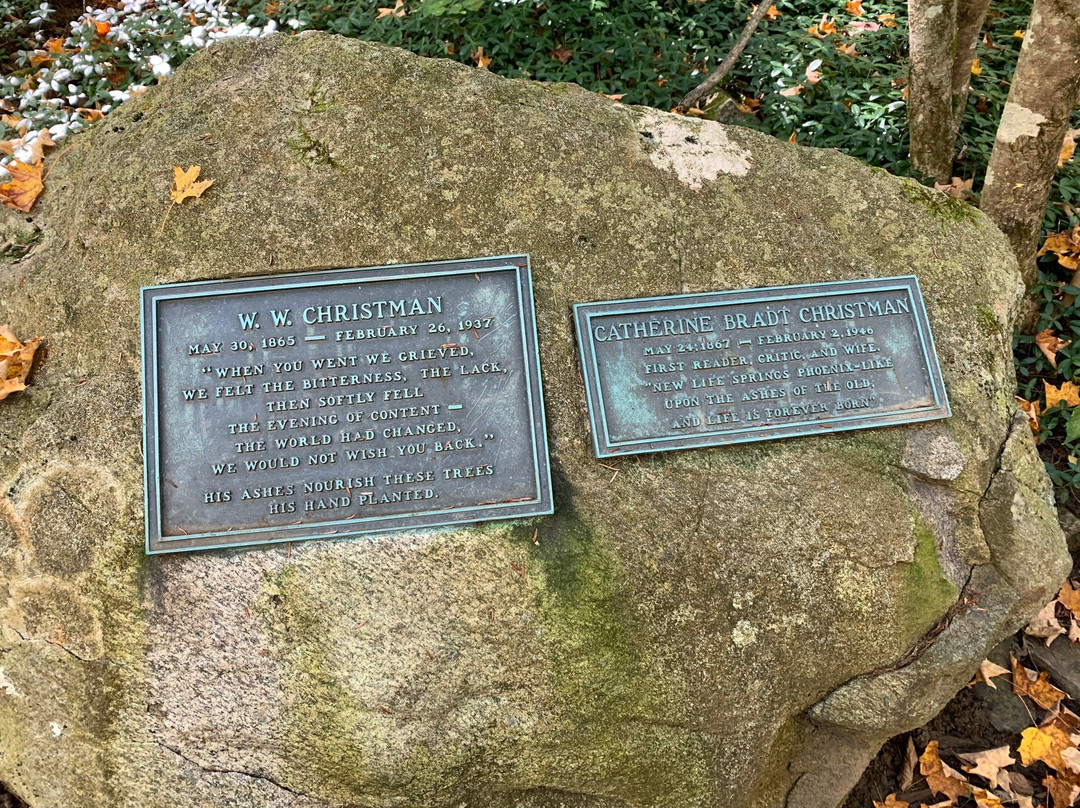 W. W. CHRISTMAN
MAY 30, 1865 — FEBRUARY 26, 1937
"WHEN YOU WENT WE GRIEVED,
WE FELT THE BITTERNESS, THE LACK,
THEN SOFTLY FELL
THE EVENING OF CONTENT —
THE WORLD HAD CHANGED,
WE WOULD NOT WISH YOU BACK."
HIS ASHES NOURISH THESE TREES
HIS HAND PLANTED.
CATHERINE BRADT CHRISTMAN
MAY 24, 1867 — FEBRUARY 2, 1946
FIRST READER, CRITIC, AND WIFE.
"NEW LIFE SPRINGS PHOENIX-LIKE
UPON THE ASHES OF THE OLD,
AND LIFE IS FOREVER BORN"